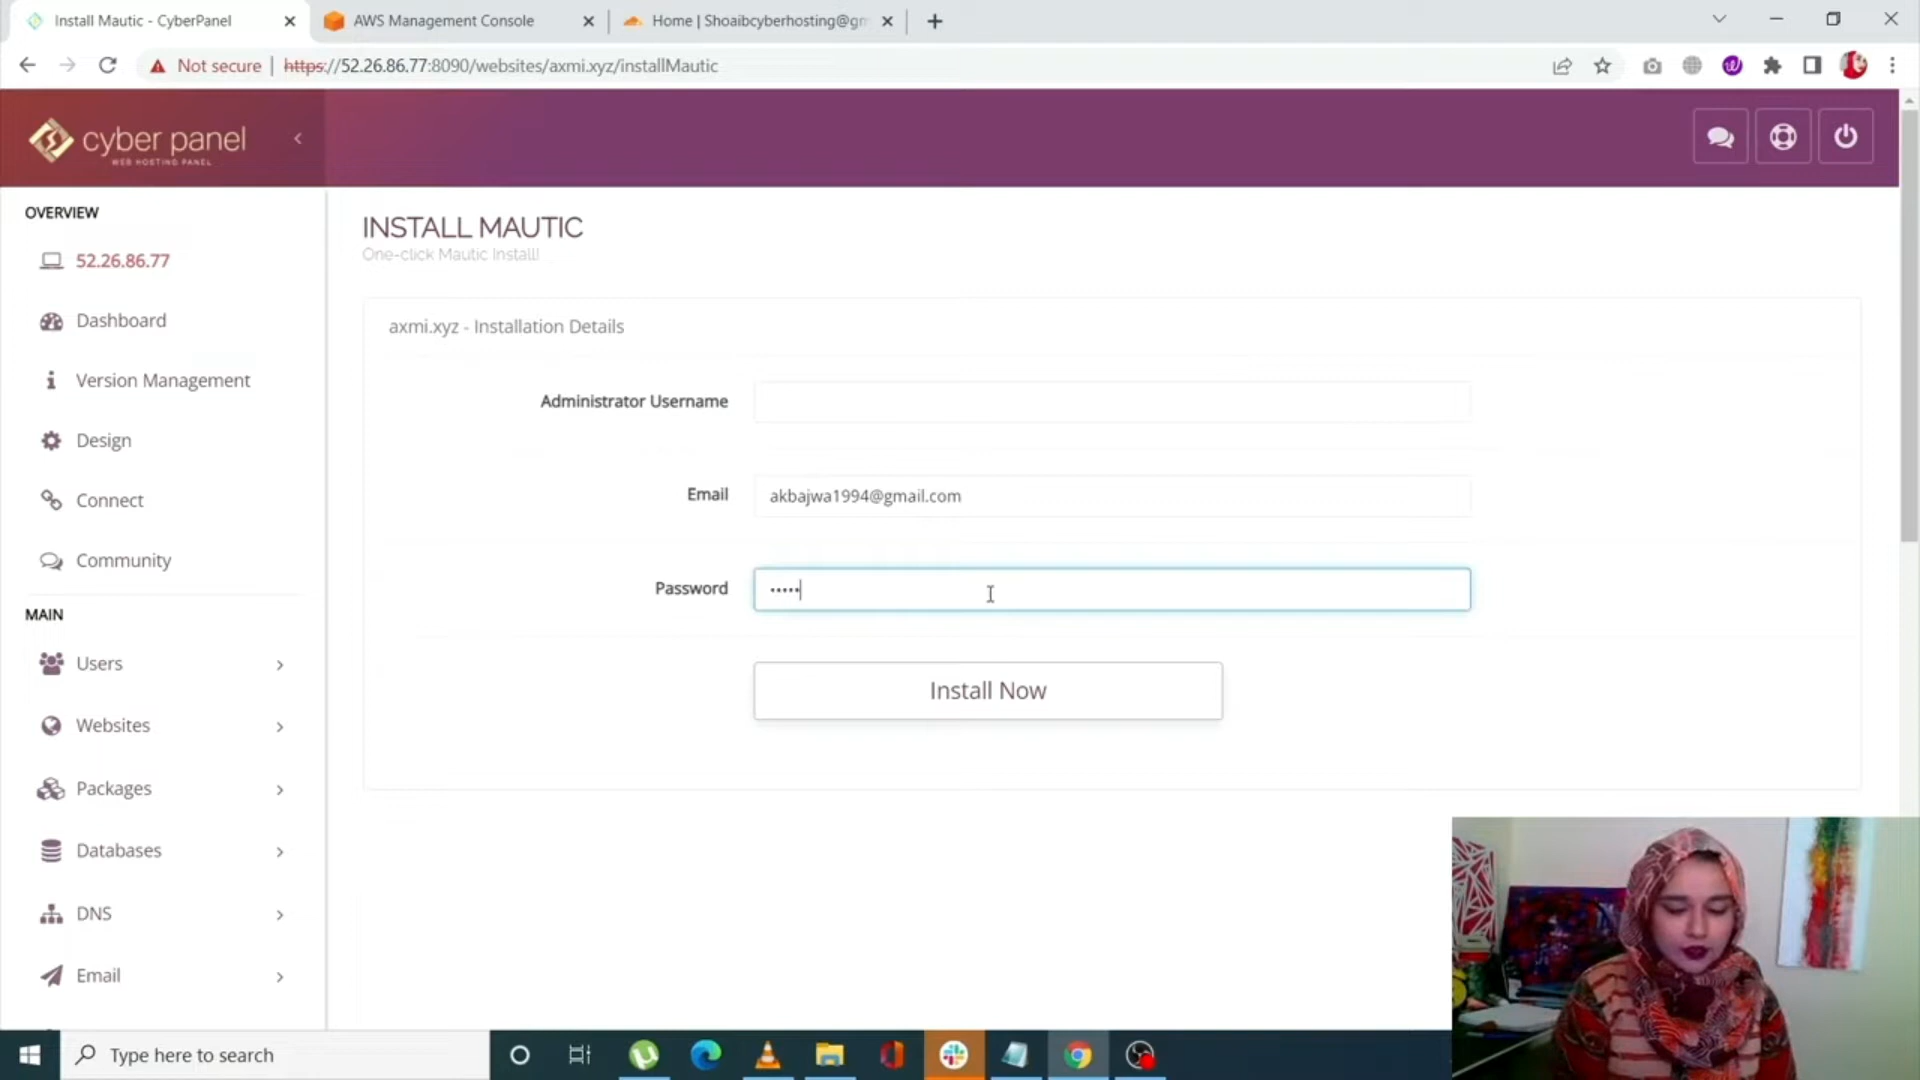 Install Mautic - CyberPanel
AWS Management Console
Home | Shoaibcyberhosting@gm
Not secure | https://52.26.86.77:8090/websites/axmi.xyz/installMautic
cyber panel
WEB HOSTING PANEL
OVERVIEW
52.26.86.77
Dashboard
Version Management
Design
Connect
Community
MAIN
Users
Websites
Packages
Databases
DNS
Email
INSTALL MAUTIC
One-click Mautic Install!
axmi.xyz - Installation Details
Administrator Username
Email
akbajwa1994@gmail.com
Password
•••••
Install Now
Type here to search